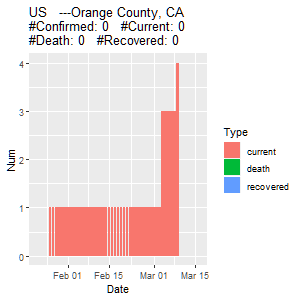 US   ---Orange County, CA
#Confirmed: 0   #Current: 0
#Death: 0   #Recovered: 0
4
3
2
1
0
Num
Feb 01
Feb 15
Mar 01
Mar 15
Date
Type
current
death
recovered